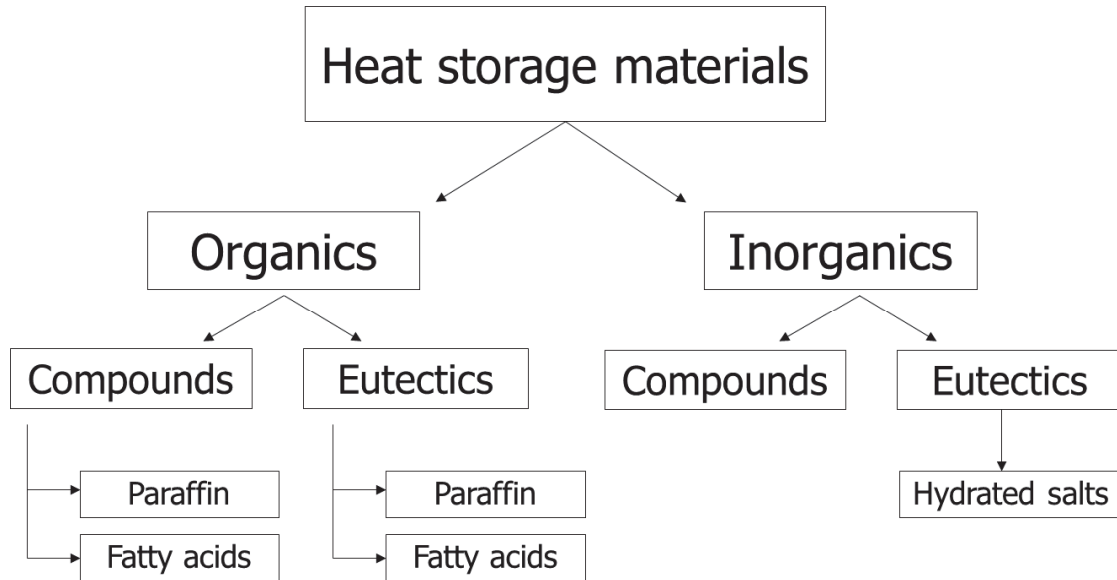 Heat storage materials
Organics
Inorganics
Compounds
Eutectics
Compounds
Eutectics
Paraffin
Paraffin
Hydrated salts
Fatty acids
Fatty acids